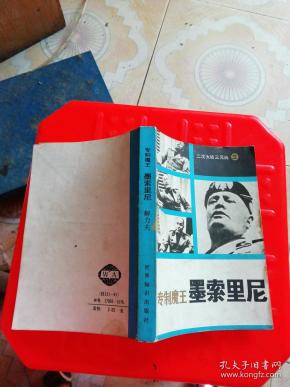 二次大战三元凶
专制魔王 墨索里尼
专制魔王
墨索里尼
解力夫
世界知识出版社
孔夫子旧书网